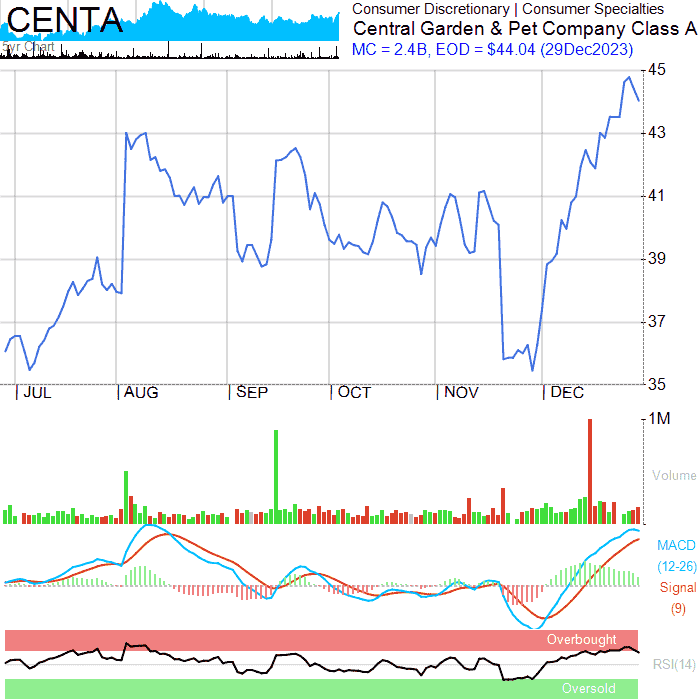 CENTA
5yr Chart
Consumer Discretionary | Consumer Specialties
Central Garden & Pet Company Class A
MC = 2.4B, EOD = $44.04 (29Dec2023)
45
43
41
39
37
35
JUL AUG SEP OCT NOV DEC
1M
Volume
MACD
(12-26)
Signal
(9)
Overbought
RSI(14)
Oversold